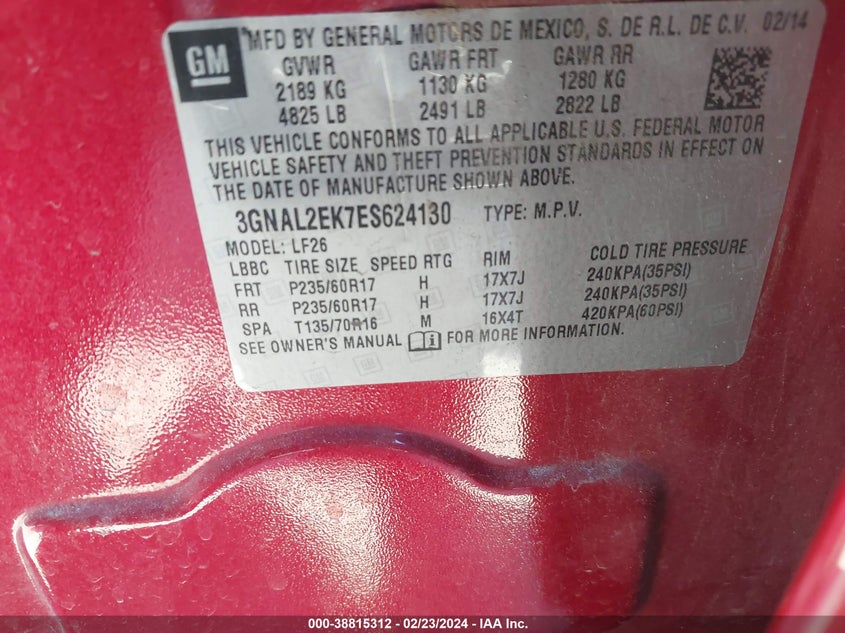 GM
MFD BY GENERAL MOTORS DE MEXICO, S. DE R.L. DE C.V. 02/14
GVWR GAWR FRT GAWR RR
2189 KG 1130 KG 1280 KG
4825 LB 2491 LB 2822 LB
THIS VEHICLE CONFORMS TO ALL APPLICABLE U.S. FEDERAL MOTOR
VEHICLE SAFETY AND THEFT PREVENTION STANDARDS IN EFFECT ON
THE DATE OF MANUFACTURE SHOWN ABOVE.
3GNAL2EK7ES624130 TYPE: M.P.V.
MODEL: LF26
LBBC TIRE SIZE SPEED RTG RIM COLD TIRE PRESSURE
FRT P235/60R17 H 17X7J 240KPA(35PSI)
RR P235/60R17 H 17X7J 240KPA(35PSI)
SPA T135/70R16 M 16X4T 420KPA(60PSI)
SEE OWNER'S MANUAL i FOR MORE INFORMATION.
000-38815312 - 02/23/2024 - IAA Inc.